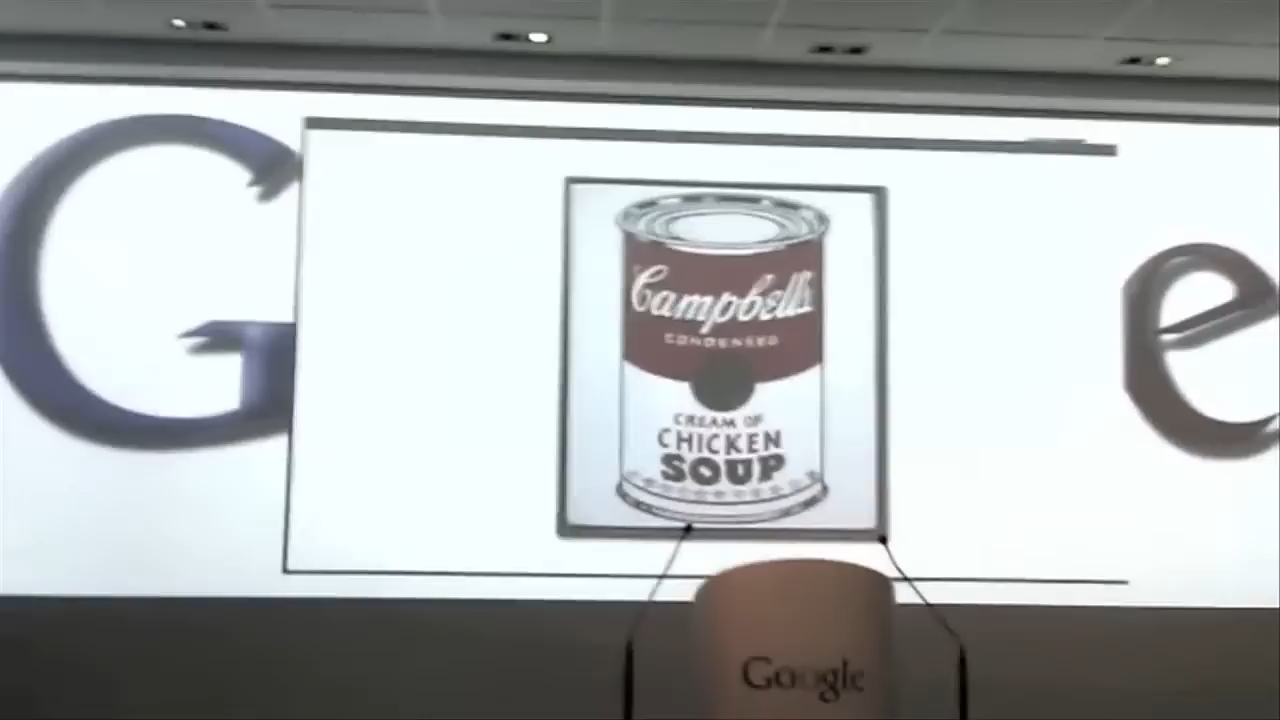 G
e
Campbell's
CONDENSED
CREAM OF
CHICKEN
SOUP
Google